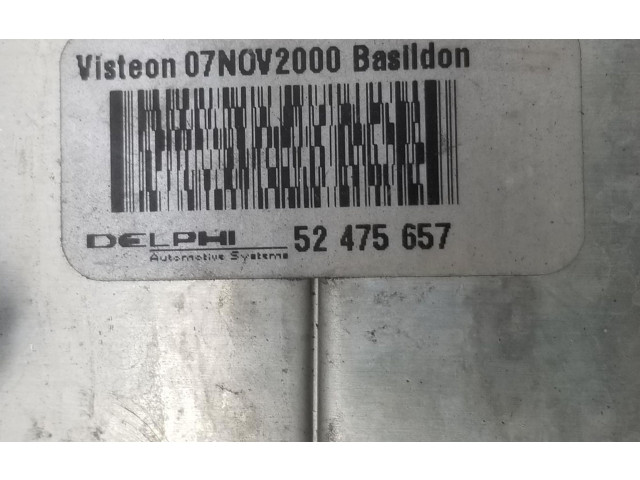 Visteon 07NOV2000 Basildon
DELPHI 52 475 657
Automotive Systems